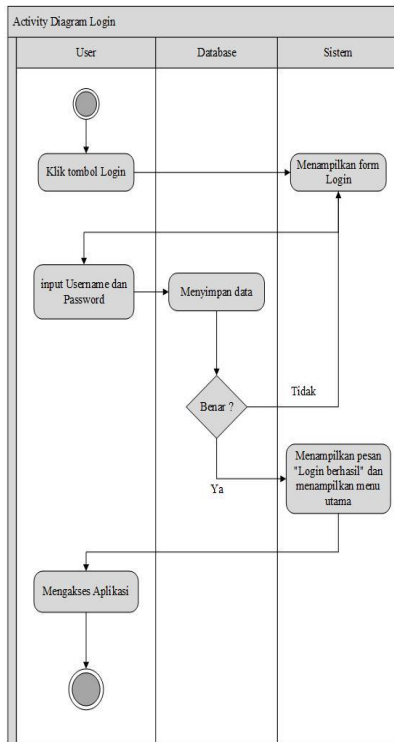 Activity Diagram Login
User
Database
Sistem
Klik tombol Login
Menampilkan form
Login
input Username dan
Password
Menyimpan data
Benar ?
Tidak
Ya
Menampilkan pesan
"Login berhasil" dan
menampilkan menu
utama
Mengakses Aplikasi